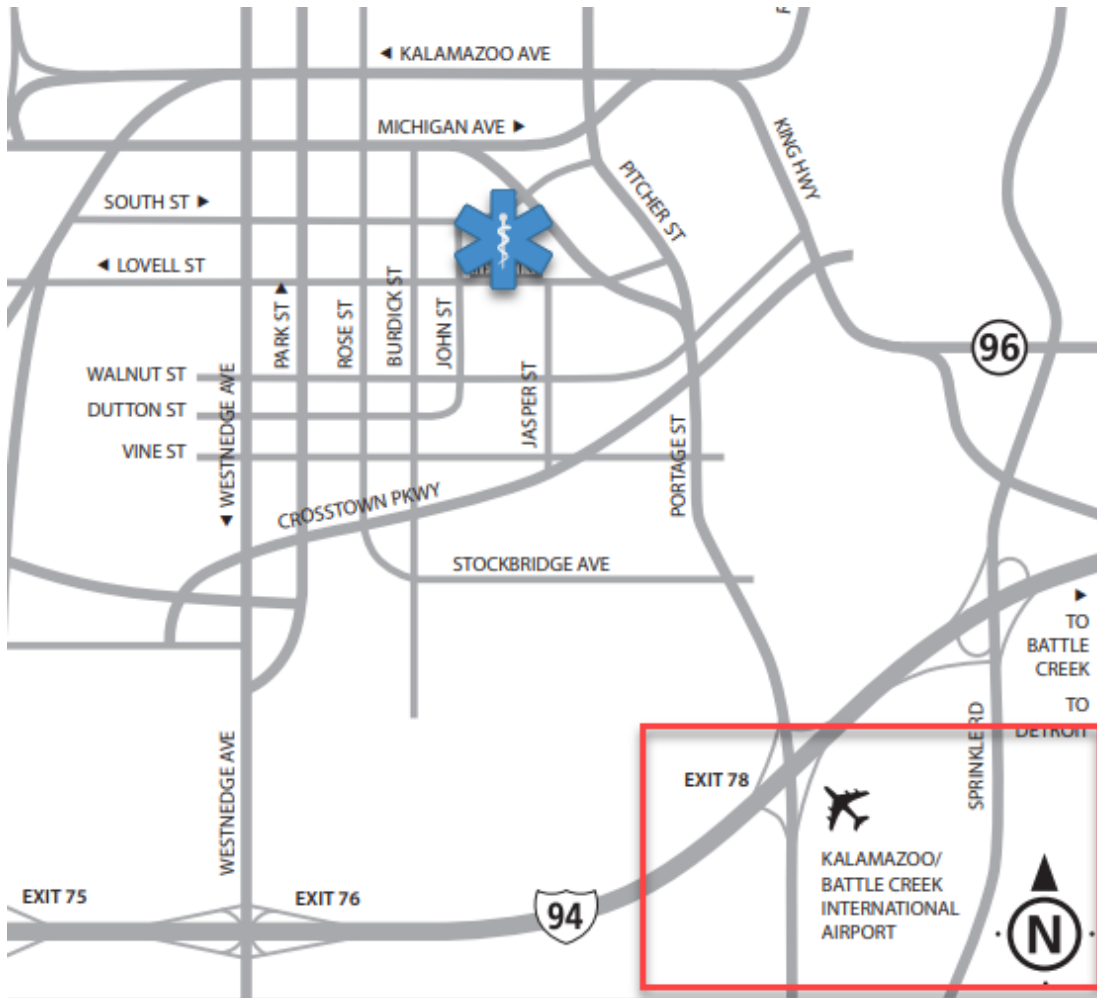 ◄ KALAMAZOO AVE
MICHIGAN AVE ►
KING HWY
PITCHER ST
SOUTH ST ►
◄ LOVELL ST
PARK ST ►
ROSE ST
BURDICK ST
JOHN ST
96
WALNUT ST
DUTTON ST
VINE ST
◄ WESTNEDGE AVE
JASPER ST
PORTAGE ST
CROSSTOWN PKWY
STOCKBRIDGE AVE
►
TO
BATTLE
CREEK
TO
DETROIT
SPRINKLE RD
WESTNEDGE AVE
EXIT 78
KALAMAZOO/
BATTLE CREEK
INTERNATIONAL
AIRPORT
EXIT 75
EXIT 76
94
N